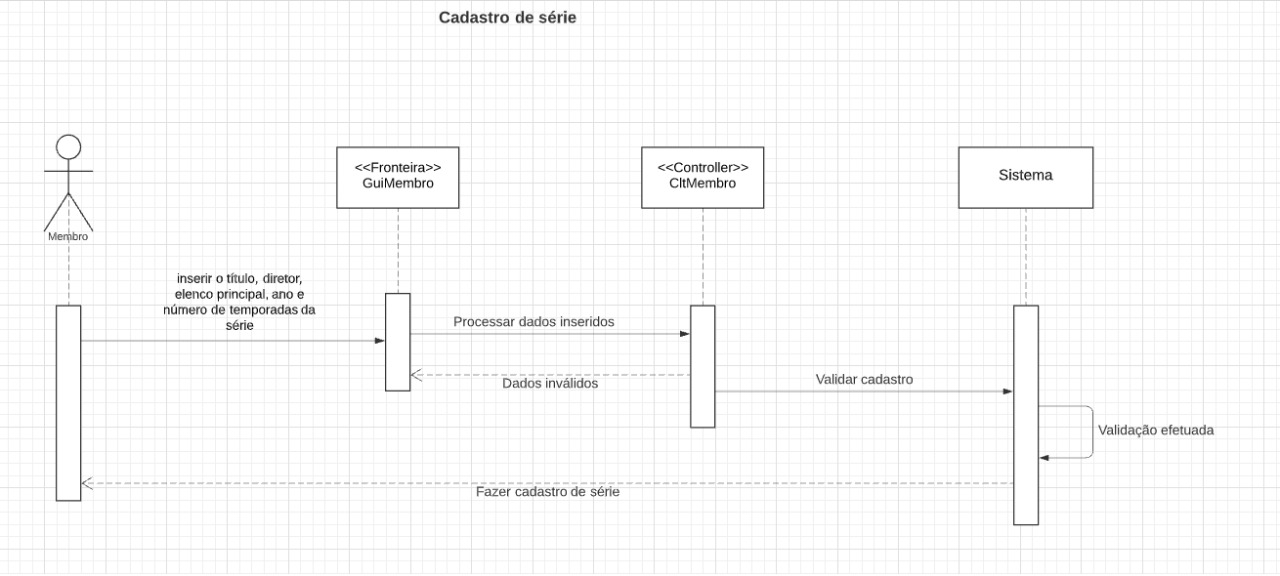 Cadastro de série
<<Fronteira>>
GuiMembro
<<Controller>>
CltMembro
Sistema
Membro
inserir o título, diretor,
elenco principal, ano e
número de temporadas da
série
Processar dados inseridos
Dados inválidos
Validar cadastro
Validação efetuada
Fazer cadastro de série